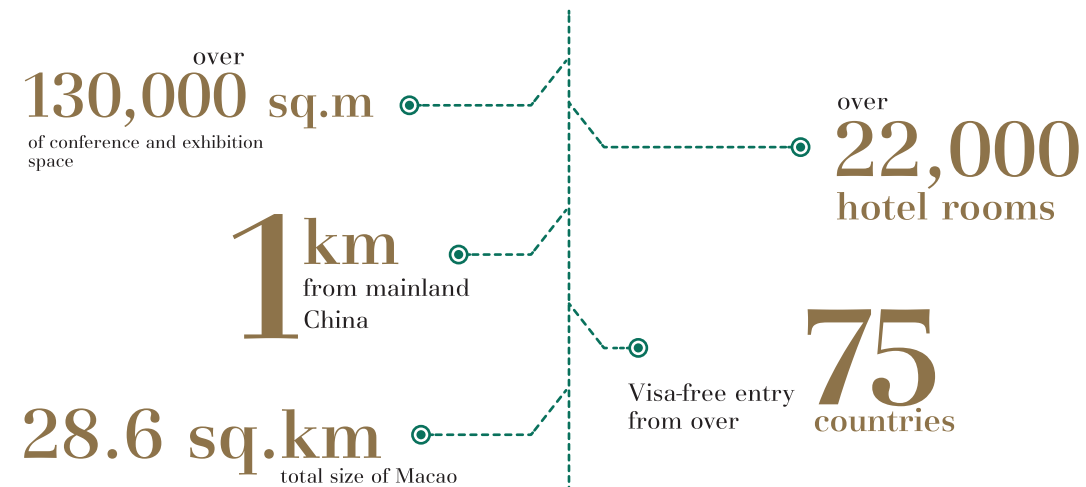 over
130,000 sq.m
of conference and exhibition
space
over
22,000
hotel rooms
1km
from mainland
China
Visa-free entry
from over
75
countries
28.6 sq.km
total size of Macao